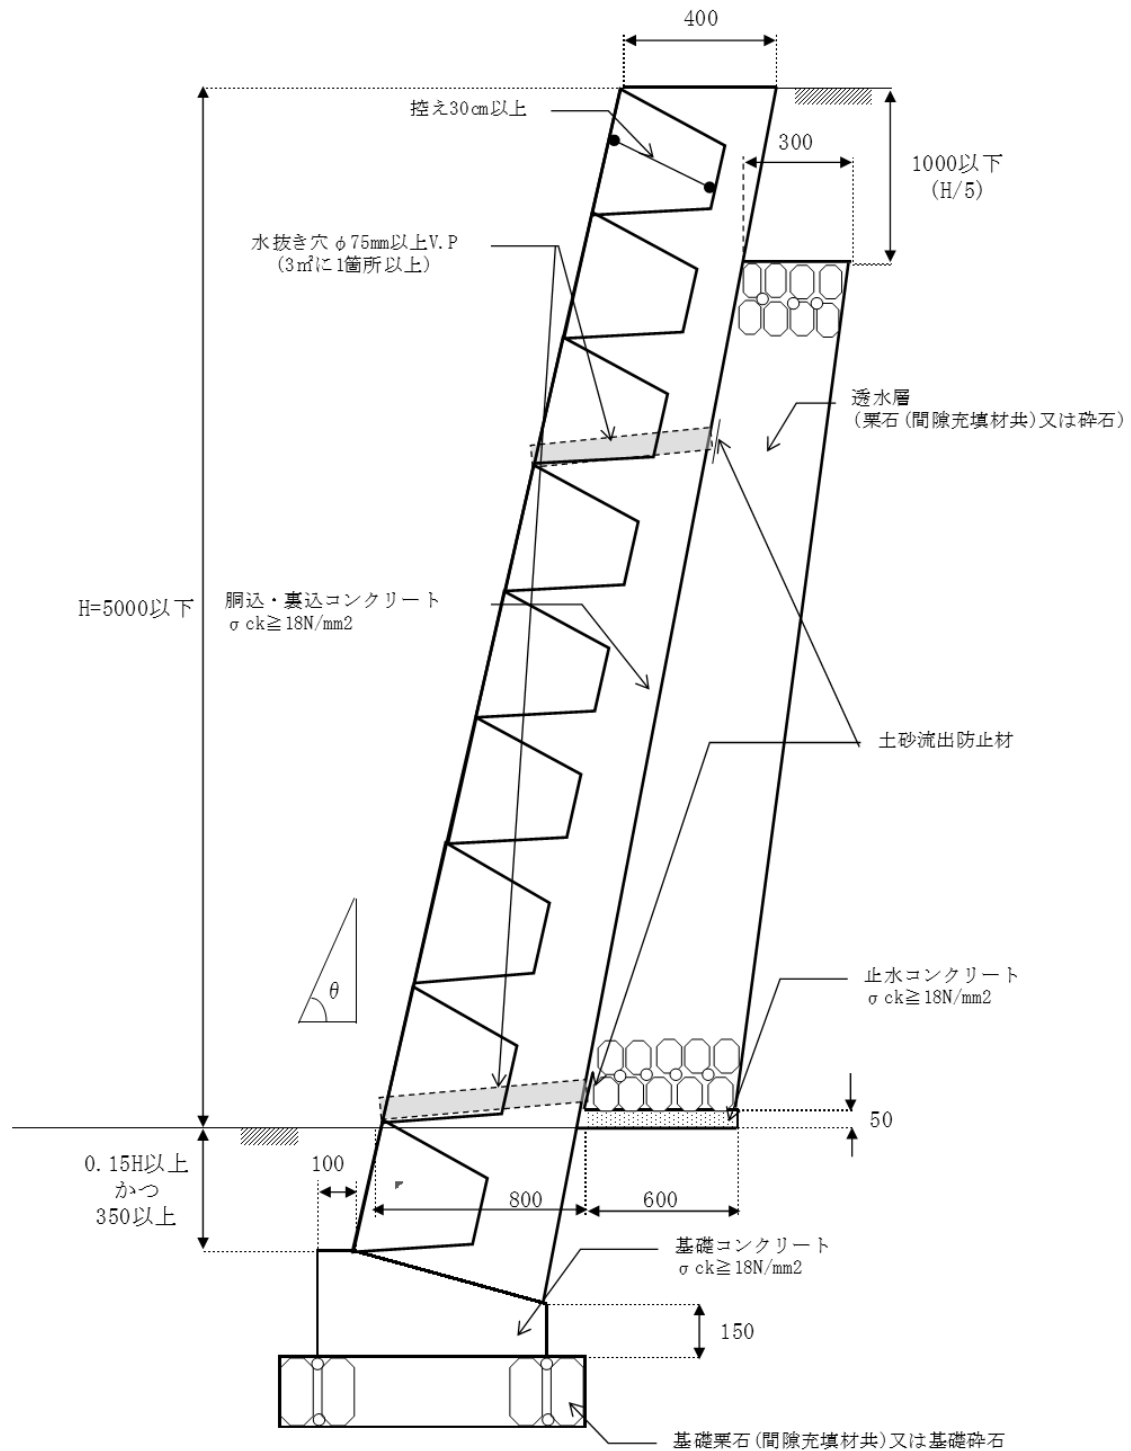 400
控え30㎝以上
300
1000以下
(H/5)
水抜き穴φ75mm以上V.P
(3㎡に1箇所以上)
透水層
(栗石(間隙充填材共)又は砕石)
H=5000以下
胴込・裏込コンクリート
σck≧18N/mm2
土砂流出防止材
θ
止水コンクリート
σck≧18N/mm2
50
0.15H以上
かつ
350以上
100
800
600
基礎コンクリート
σck≧18N/mm2
150
基礎栗石(間隙充填材共)又は基礎砕石